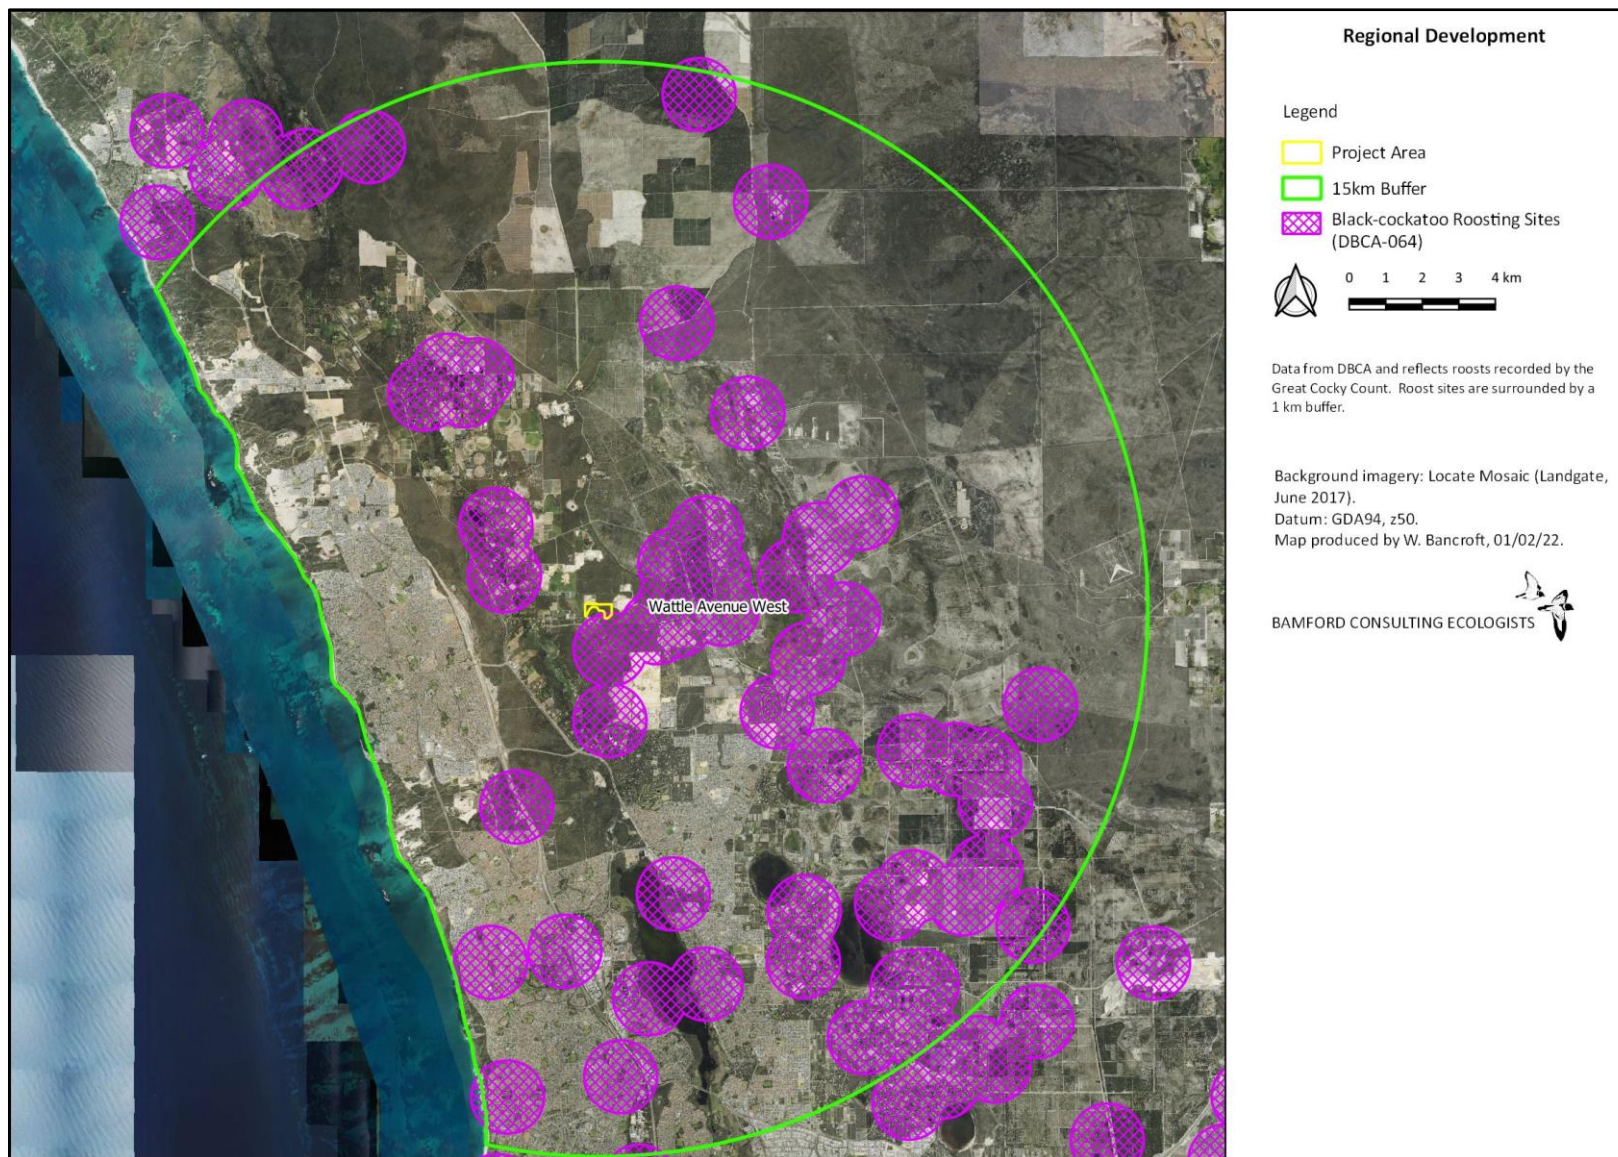 Regional Development
Legend
Project Area
15km Buffer
Black-cockatoo Roosting Sites
(DBCA-064)
0 1 2 3 4 km
Data from DBCA and reflects roosts recorded by the
Great Cocky Count. Roost sites are surrounded by a
1 km buffer.
Background imagery: Locate Mosaic (Landgate,
June 2017).
Datum: GDA94, z50.
Map produced by W. Bancroft, 01/02/22.
BAMFORD CONSULTING ECOLOGISTS
Wattle Avenue West